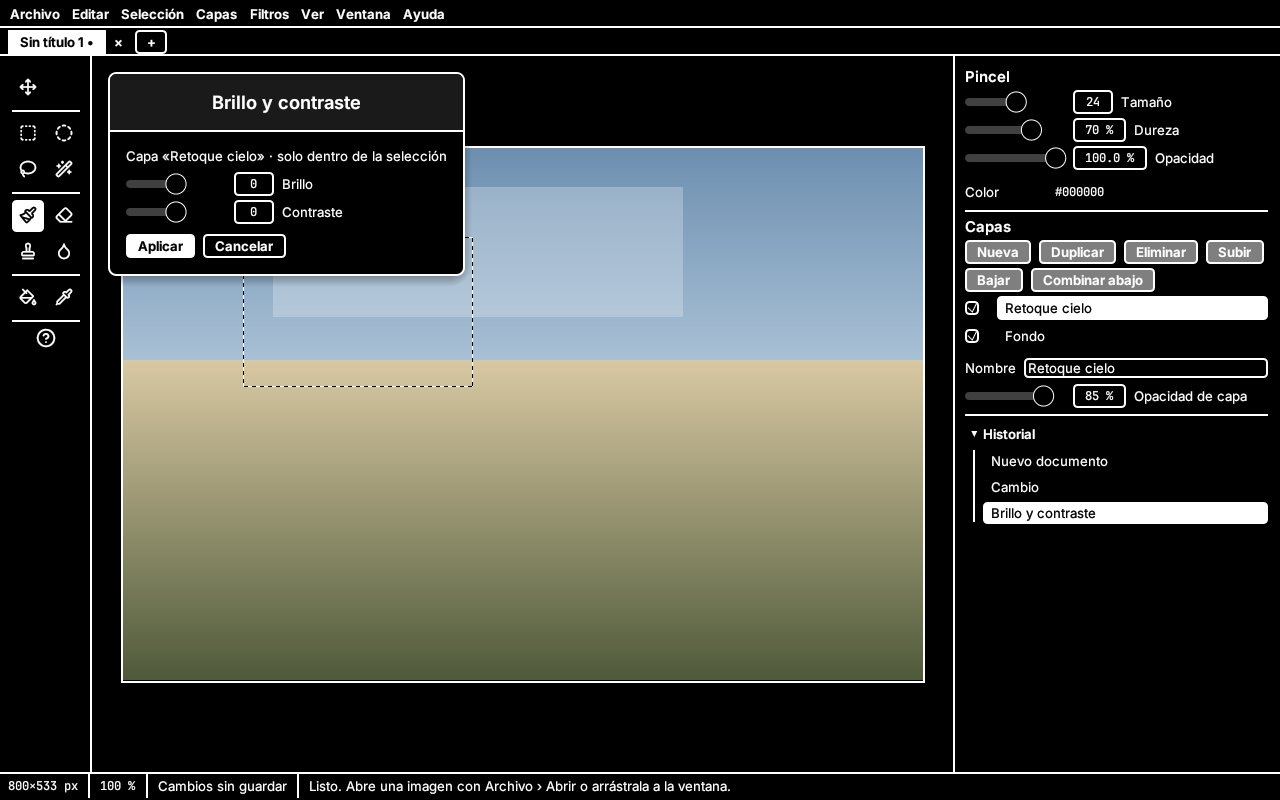 Archivo Editar Selección Capas Filtros Ver Ventana Ayuda
Sin título 1 • × +
Brillo y contraste
Capa «Retoque cielo» · solo dentro de la selección
0 Brillo
0 Contraste
Aplicar Cancelar
Pincel
24 Tamaño
70 % Dureza
100.0 % Opacidad
Color #000000
Capas
Nueva Duplicar Eliminar Subir
Bajar Combinar abajo
Retoque cielo
Fondo
Nombre Retoque cielo
85 % Opacidad de capa
▼ Historial
Nuevo documento
Cambio
Brillo y contraste
800×533 px 100 % Cambios sin guardar Listo. Abre una imagen con Archivo › Abrir o arrástrala a la ventana.